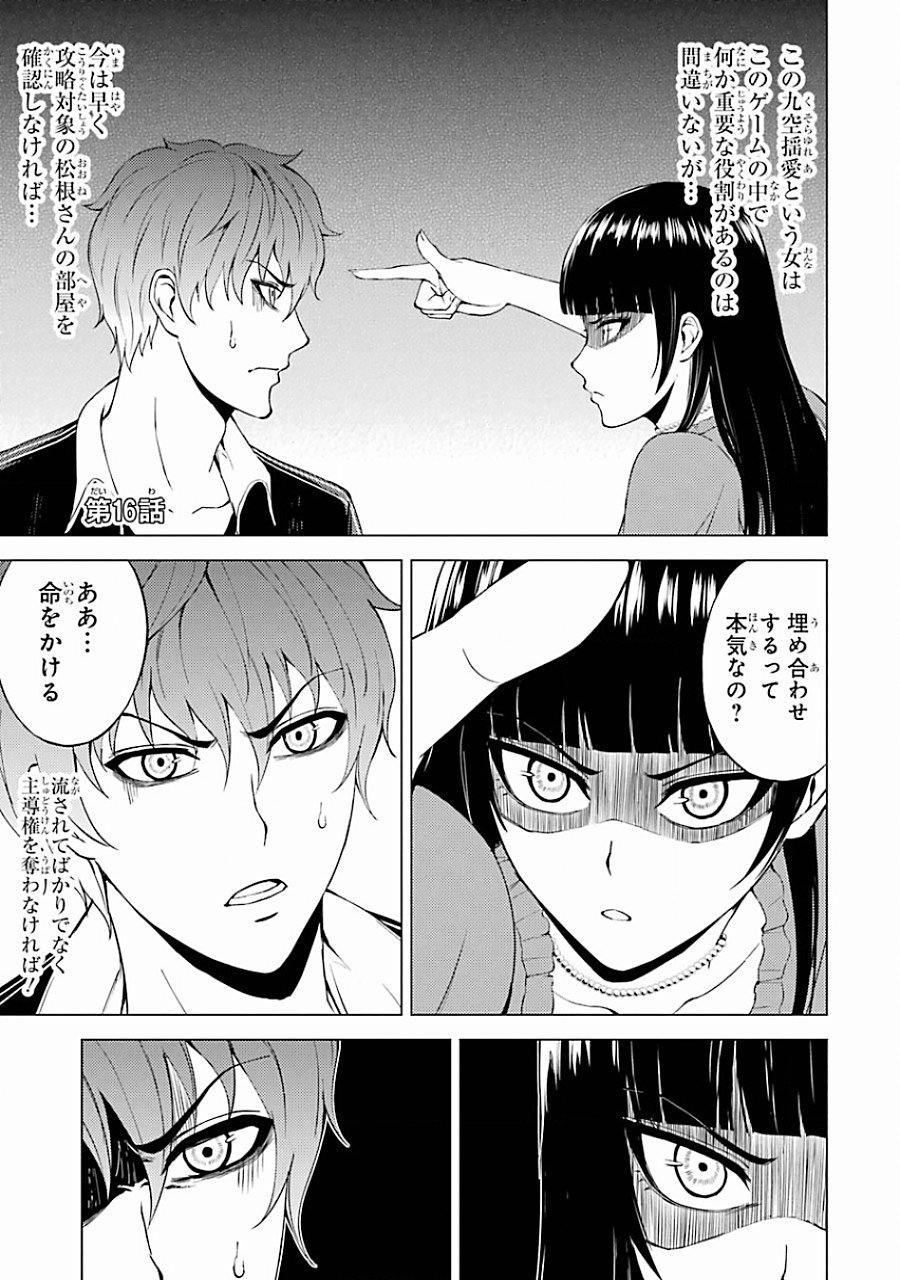 この九空揺愛という女は
このゲームの中で
何か重要な役割があるのは
間違いないが…
今は早く
攻略対象の松根さんの部屋を
確認しなければ…
第16話
埋め合わせ
するって
本気なの？
ああ…
命をかける
流されてばかりでなく
主導権を奪わなければ！